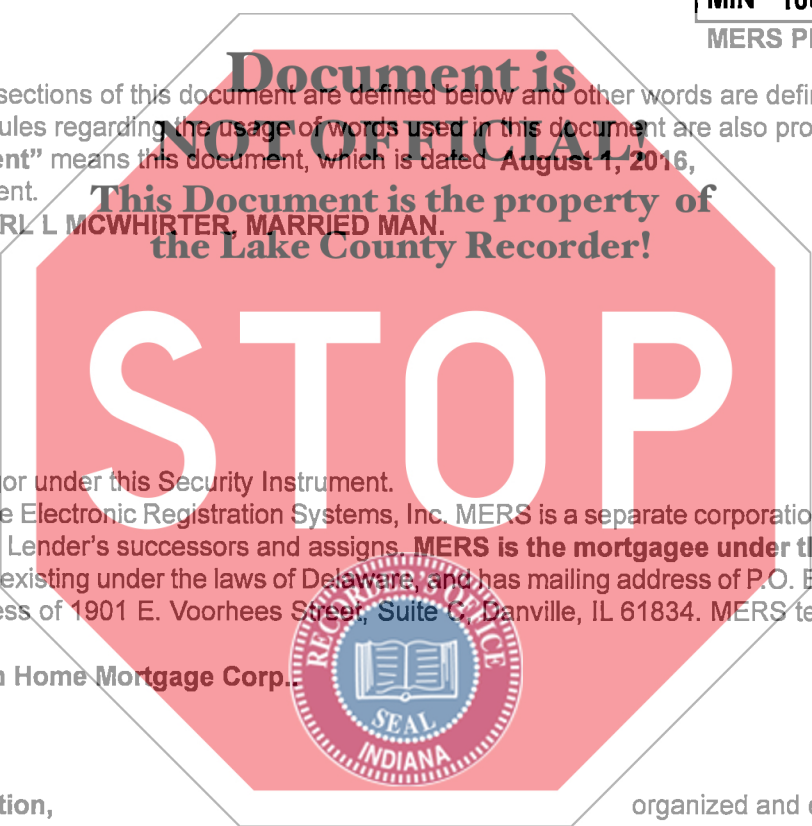 MIN
MERS
Document is
sections of this document are defined below and other words are defi
ules regarding the usage of words used in this document are also pro
NOT OFFICIAL!
ent" means this document, which is dated August 1, 2016,
ent.
This Document is the property of
RL L MCWHIRTER, MARRIED MAN.
the Lake County Recorder!
STOP
or under this Security Instrument.
e Electronic Registration Systems, Inc. MERS is a separate corporatio
Lender's successors and assigns. MERS is the mortgagee under th
existing under the laws of Delaware, and has mailing address of P.O. B
ess of 1901 E. Voorhees Street, Suite C, Danville, IL 61834. MERS te
RECORDER'S OFFICE
n Home Mortgage Corp..
SEAL
INDIANA
tion,
organized and e